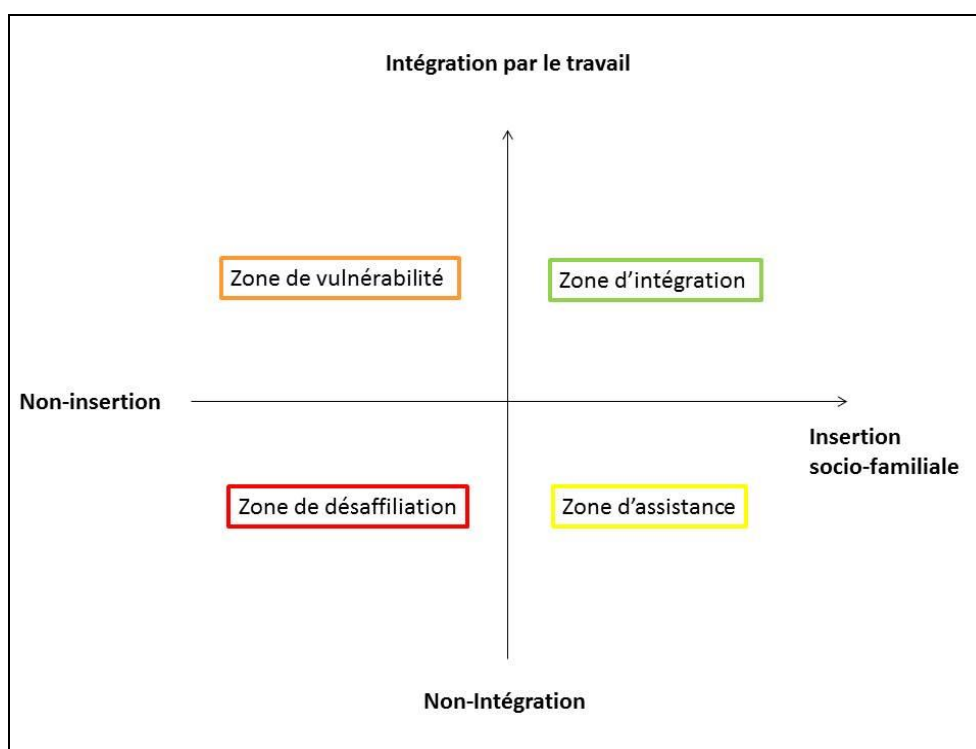 Intégration par le travail
Zone de vulnérabilité
Zone d'intégration
Non-insertion
Insertion
socio-familiale
Zone de désaffiliation
Zone d'assistance
Non-Intégration